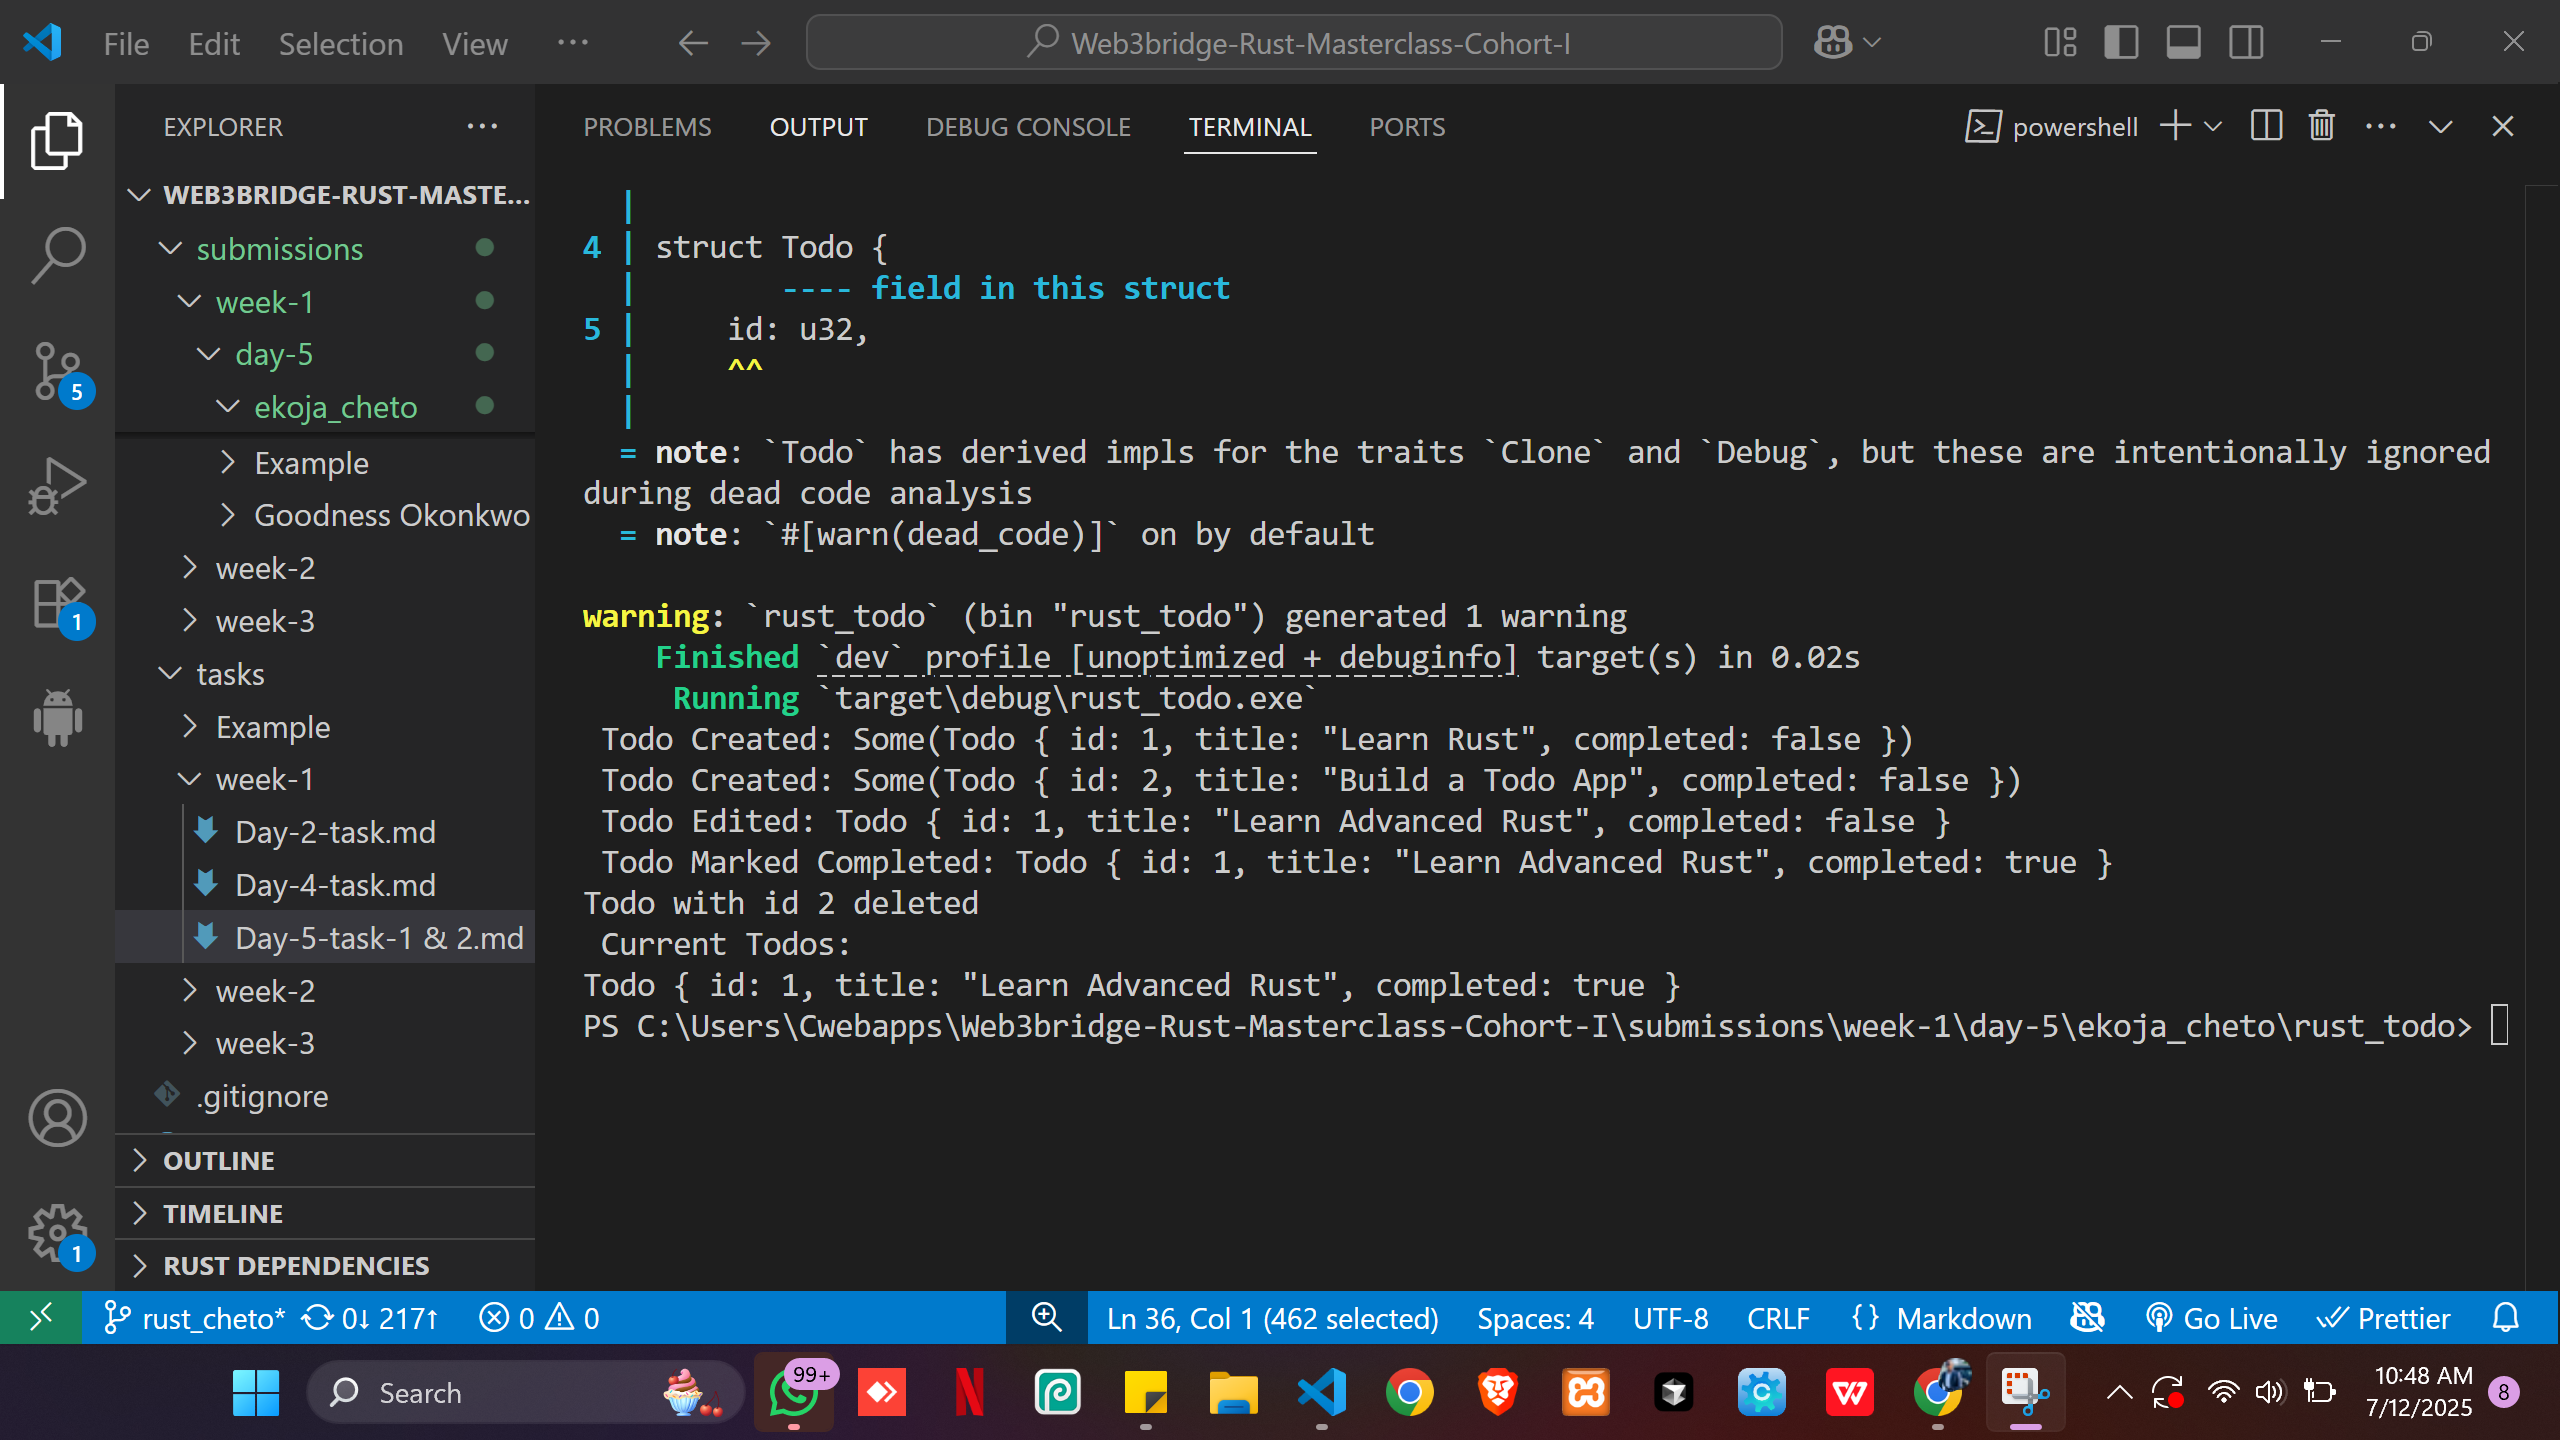 File Edit Selection View ··· Web3bridge-Rust-Masterclass-Cohort-I
EXPLORER
WEB3BRIDGE-RUST-MASTE...
submissions
week-1
day-5
ekoja_cheto
Example
Goodness Okonkwo
week-2
week-3
tasks
Example
week-1
Day-2-task.md
Day-4-task.md
Day-5-task-1 & 2.md
week-2
week-3
.gitignore
OUTLINE
TIMELINE
RUST DEPENDENCIES
5
1
1
PROBLEMS OUTPUT DEBUG CONSOLE TERMINAL PORTS powershell
|
4 | struct Todo {
| ---- field in this struct
5 | id: u32,
| ^^
|
= note: `Todo` has derived impls for the traits `Clone` and `Debug`, but these are intentionally ignored
during dead code analysis
= note: `#[warn(dead_code)]` on by default
warning: `rust_todo` (bin "rust_todo") generated 1 warning
Finished `dev` profile [unoptimized + debuginfo] target(s) in 0.02s
Running `target\debug\rust_todo.exe`
Todo Created: Some(Todo { id: 1, title: "Learn Rust", completed: false })
Todo Created: Some(Todo { id: 2, title: "Build a Todo App", completed: false })
Todo Edited: Todo { id: 1, title: "Learn Advanced Rust", completed: false }
Todo Marked Completed: Todo { id: 1, title: "Learn Advanced Rust", completed: true }
Todo with id 2 deleted
Current Todos:
Todo { id: 1, title: "Learn Advanced Rust", completed: true }
PS C:\Users\Cwebapps\Web3bridge-Rust-Masterclass-Cohort-I\submissions\week-1\day-5\ekoja_cheto\rust_todo>
rust_cheto* 0↓ 217↑ 0 0 Ln 36, Col 1 (462 selected) Spaces: 4 UTF-8 CRLF {} Markdown Go Live Prettier
Search 99+ 10:48 AM
7/12/2025 8